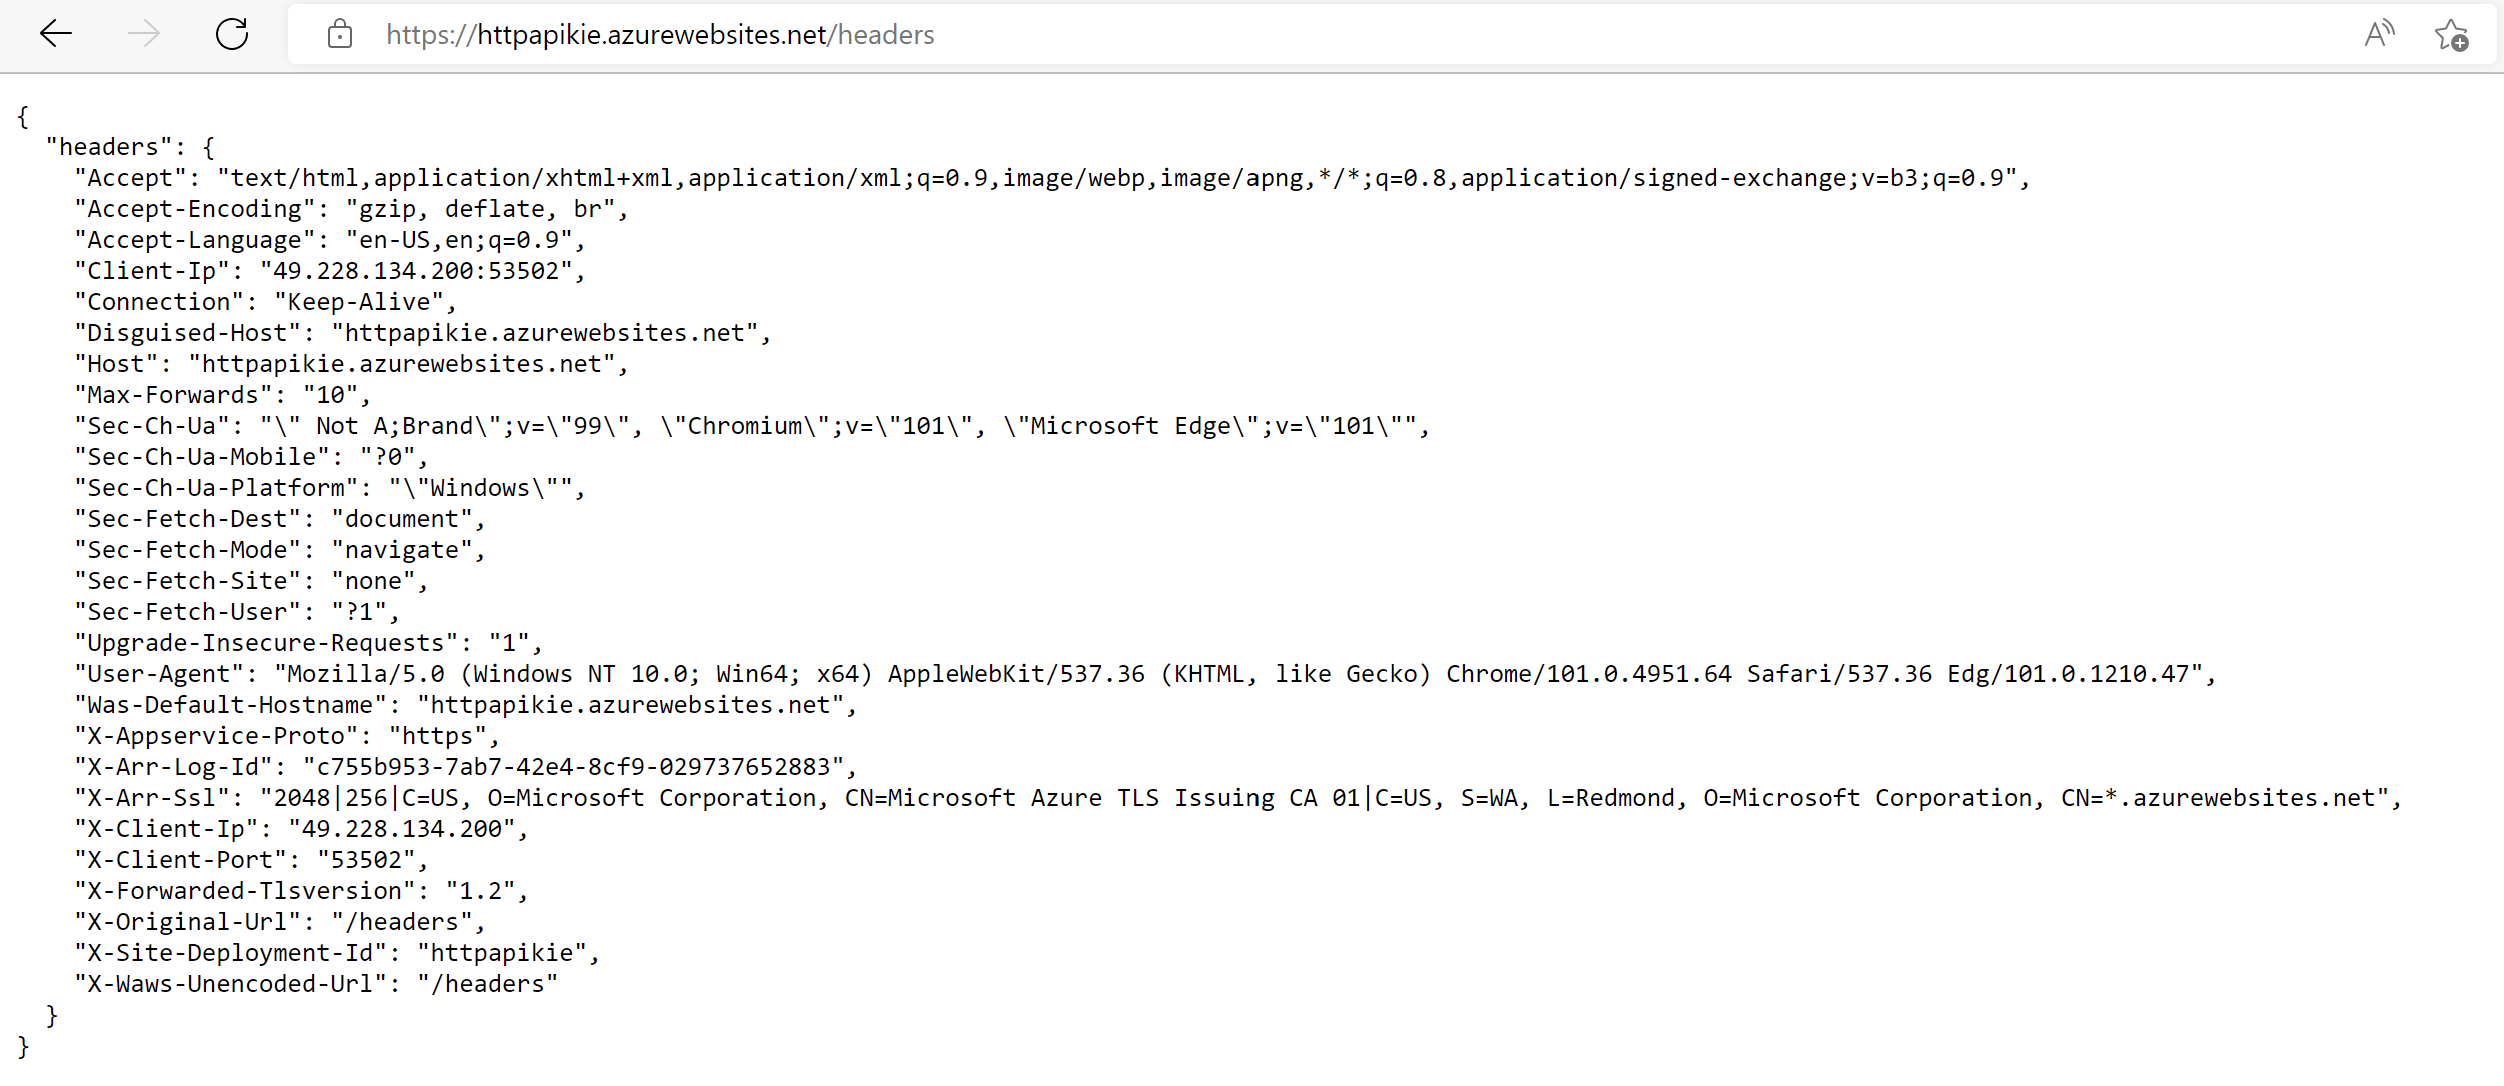 https://httpapikie.azurewebsites.net/headers
{
  "headers": {
    "Accept": "text/html,application/xhtml+xml,application/xml;q=0.9,image/webp,image/apng,*/*;q=0.8,application/signed-exchange;v=b3;q=0.9",
    "Accept-Encoding": "gzip, deflate, br",
    "Accept-Language": "en-US,en;q=0.9",
    "Client-Ip": "49.228.134.200:53502",
    "Connection": "Keep-Alive",
    "Disguised-Host": "httpapikie.azurewebsites.net",
    "Host": "httpapikie.azurewebsites.net",
    "Max-Forwards": "10",
    "Sec-Ch-Ua": "\" Not A;Brand\";v=\"99\", \"Chromium\";v=\"101\", \"Microsoft Edge\";v=\"101\"",
    "Sec-Ch-Ua-Mobile": "?0",
    "Sec-Ch-Ua-Platform": "\"Windows\"",
    "Sec-Fetch-Dest": "document",
    "Sec-Fetch-Mode": "navigate",
    "Sec-Fetch-Site": "none",
    "Sec-Fetch-User": "?1",
    "Upgrade-Insecure-Requests": "1",
    "User-Agent": "Mozilla/5.0 (Windows NT 10.0; Win64; x64) AppleWebKit/537.36 (KHTML, like Gecko) Chrome/101.0.4951.64 Safari/537.36 Edg/101.0.1210.47",
    "Was-Default-Hostname": "httpapikie.azurewebsites.net",
    "X-Appservice-Proto": "https",
    "X-Arr-Log-Id": "c755b953-7ab7-42e4-8cf9-029737652883",
    "X-Arr-Ssl": "2048|256|C=US, O=Microsoft Corporation, CN=Microsoft Azure TLS Issuing CA 01|C=US, S=WA, L=Redmond, O=Microsoft Corporation, CN=*.azurewebsites.net",
    "X-Client-Ip": "49.228.134.200",
    "X-Client-Port": "53502",
    "X-Forwarded-Tlsversion": "1.2",
    "X-Original-Url": "/headers",
    "X-Site-Deployment-Id": "httpapikie",
    "X-Waws-Unencoded-Url": "/headers"
  }
}